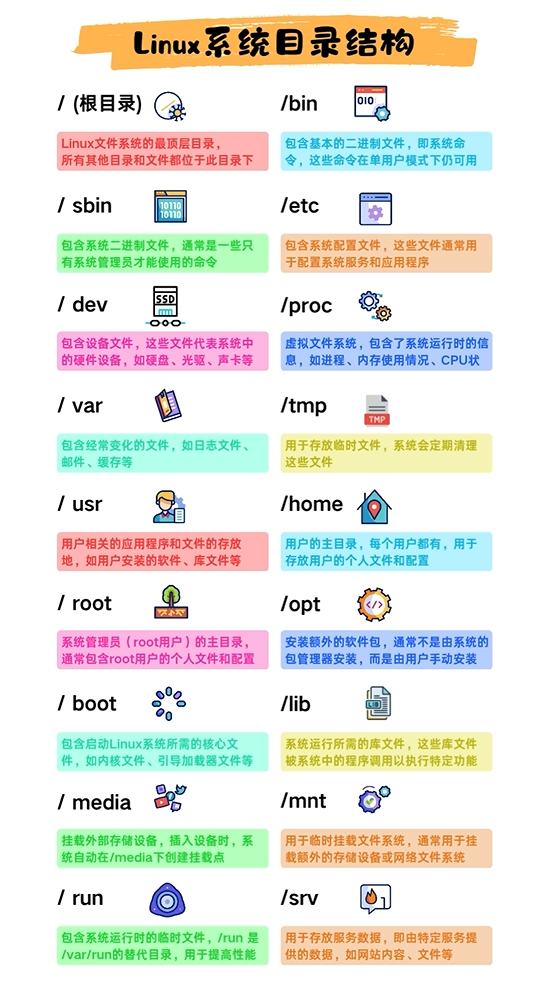 Linux系统目录结构
/ (根目录)
Linux文件系统的最顶层目录,
所有其他目录和文件都位于此目录下
/bin
010
包含基本的二进制文件，即系统命
令，这些命令在单用户模式下仍可用
/ sbin
10110
10110
包含系统二进制文件，通常是一些只
有系统管理员才能使用的命令
/etc
包含系统配置文件，这些文件通常用
于配置系统服务和应用程序
/ dev
SSD
包含设备文件，这些文件代表系统中
的硬件设备，如硬盘、光驱、声卡等
/proc
虚拟文件系统，包含了系统运行时的信
息，如进程、内存使用情况、CPU状
/ var
包含经常变化的文件，如日志文件、
邮件、缓存等
/tmp
TMP
用于存放临时文件，系统会定期清理
这些文件
/ usr
用户相关的应用程序和文件的存放
地，如用户安装的软件、库文件等
/home
用户的主目录，每个用户都有，用于
存放用户的个人文件和配置
/ root
系统管理员（root用户）的主目录，
通常包含root用户的个人文件和配置
/opt
</>
安装额外的软件包，通常不是由系统的
包管理器安装，而是由用户手动安装
/ boot
包含启动Linux系统所需的核心文
件，如内核文件、引导加载器文件等
/lib
LIB
系统运行所需的库文件，这些库文件
被系统中的程序调用以执行特定功能
/ media
挂载外部存储设备，插入设备时，系
统自动在/media下创建挂载点
/mnt
用于临时挂载文件系统，通常用于挂
载额外的存储设备或网络文件系统
/ run
包含系统运行时的临时文件，/run 是
/var/run的替代目录，用于提高性能
/srv
1
用于存放服务数据，即由特定服务提
供的数据，如网站内容、文件等